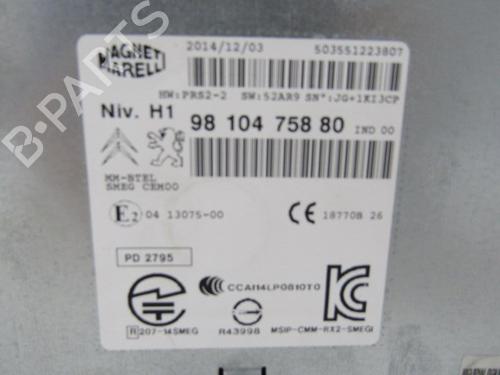 MAGNETI
MARELLI
2014/12/03
503551223807
HW:PRS2-2 SW:52AR9 SN°:JG+1KI3CP
Niv. H1
98 104 758 80 IND 00
MM-BTEL
SMEG CEM00
E2 04 13075-00
CE 18770B 26
PD 2795
CCAI14LP0810T0
R 207-14SMEG
R43998
MSIP-CMM-RX2-SMEGI